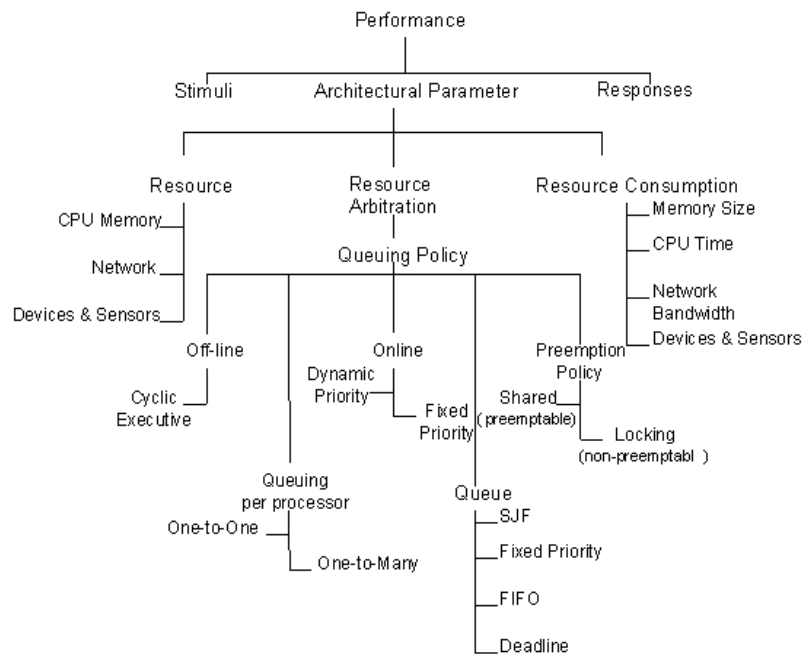 Performance
Stimuli
Architectural Parameter
Responses
Resource
Resource
Arbitration
Resource Consumption
CPU Memory
Network
Devices & Sensors
Memory Size
CPU Time
Network
Bandwidth
Devices & Sensors
Queuing Policy
Off-line
Cyclic
Executive
Queuing
per processor
One-to-One
One-to-Many
Online
Dynamic
Priority
Fixed
Priority
Queue
SJF
Fixed Priority
FIFO
Deadline
Preemption
Policy
Shared
(preemptable)
Locking
(non-preemptabl )